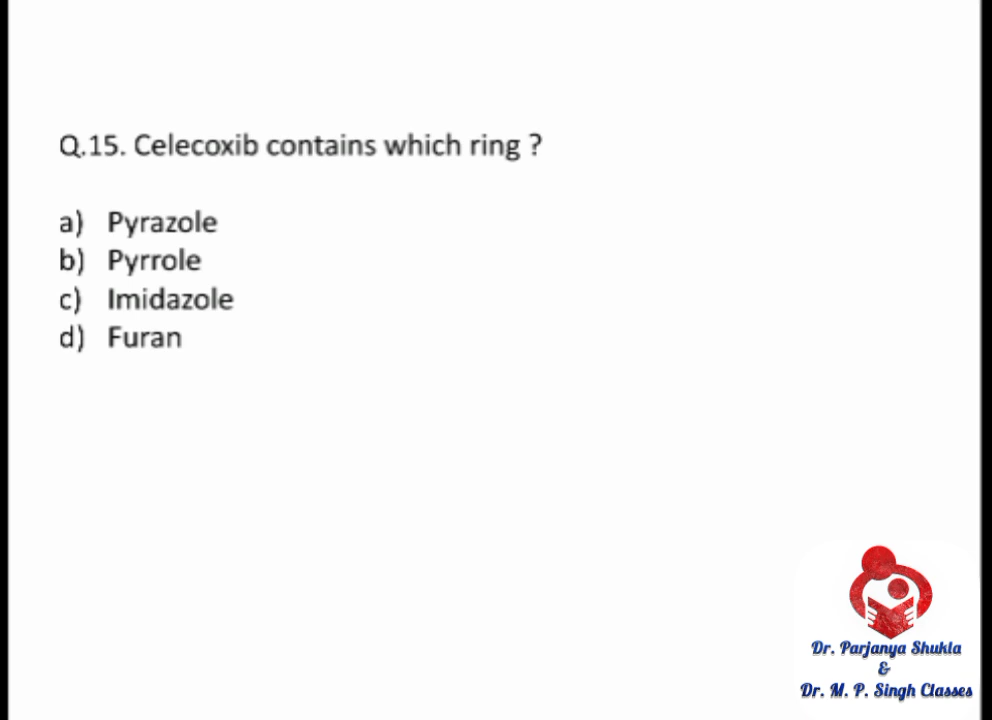 Q.15. Celecoxib contains which ring ?
a) Pyrazole
b) Pyrrole
c) Imidazole
d) Furan
Dr. Parjanya Shukla
&
Dr. M. P. Singh Classes